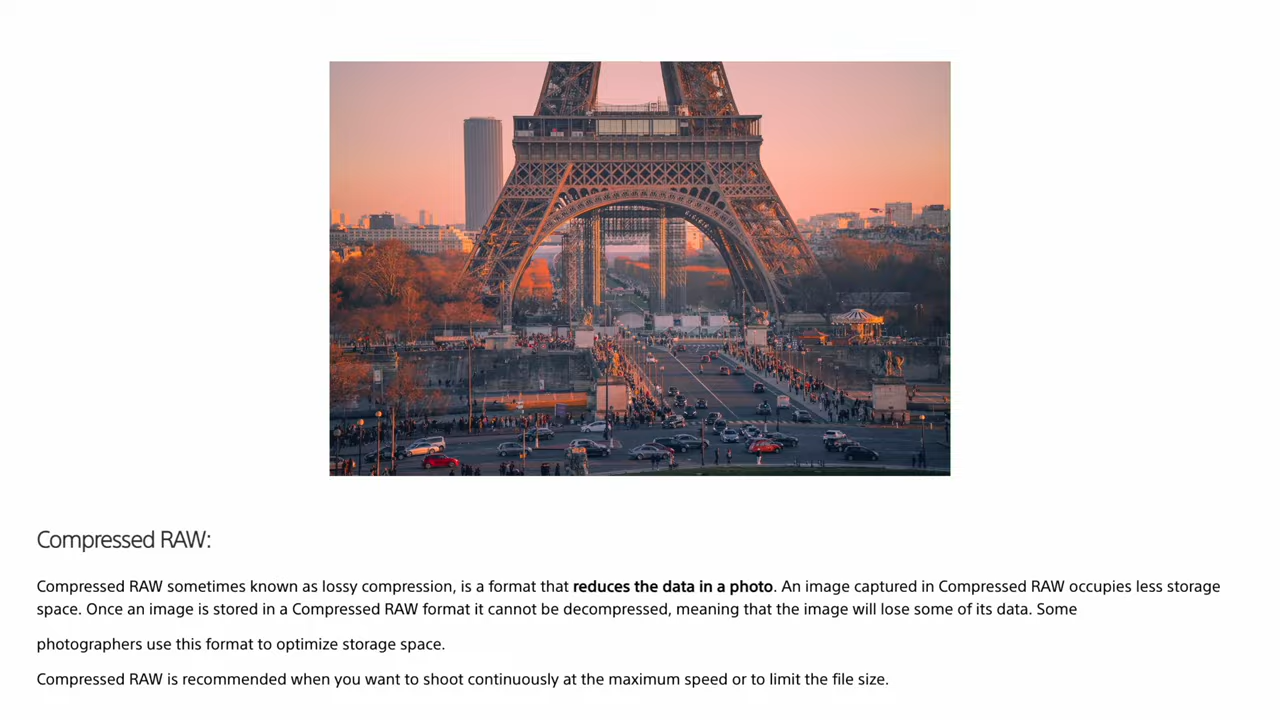 Compressed RAW:
Compressed RAW sometimes known as lossy compression, is a format that reduces the data in a photo. An image captured in Compressed RAW occupies less storage
space. Once an image is stored in a Compressed RAW format it cannot be decompressed, meaning that the image will lose some of its data. Some
photographers use this format to optimize storage space.
Compressed RAW is recommended when you want to shoot continuously at the maximum speed or to limit the file size.